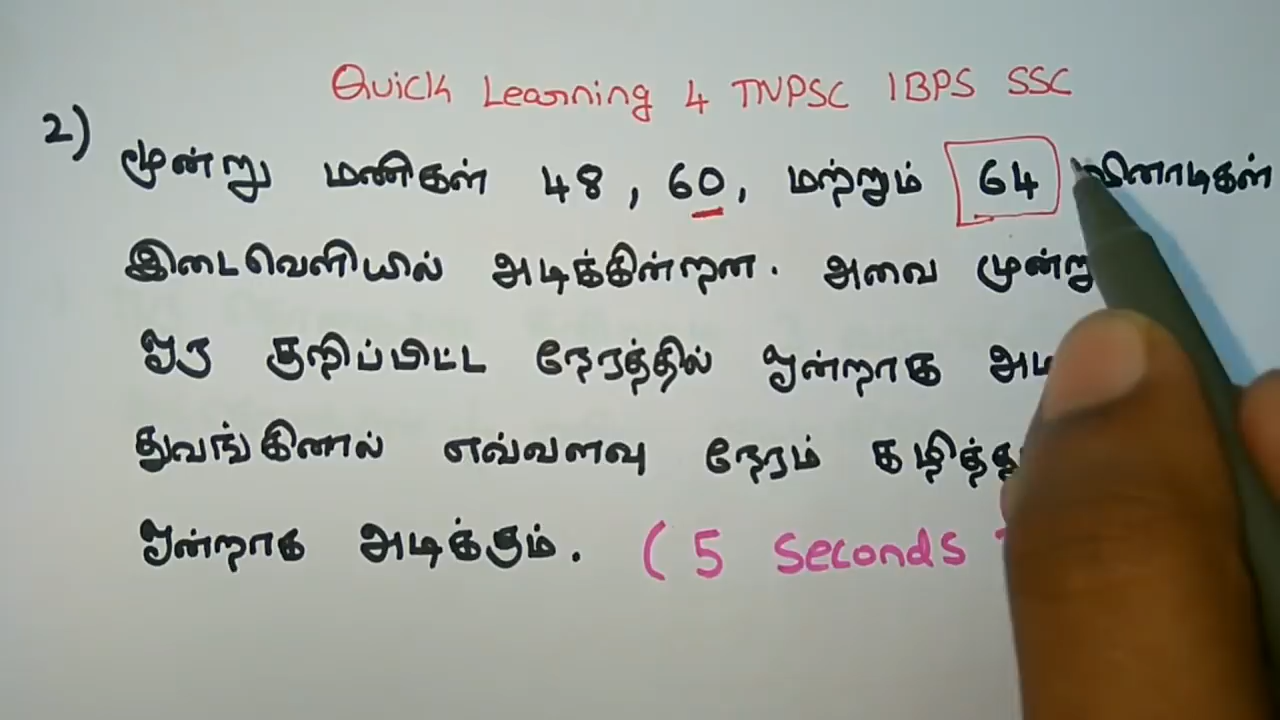 Quick Learning 4 TNPSC IBPS SSC
2) மூன்று மணிகள் 48, 60, மற்றும் 64 வினாடிகள்
இடைவெளியில் அடிக்கின்றன. அவை மூன்று
ஒரு குறிப்பிட்ட நேரத்தில் ஒன்றாக
துவங்கினால் எவ்வளவு நேரம்
ஒன்றாக அடிக்கும். (5 Seconds